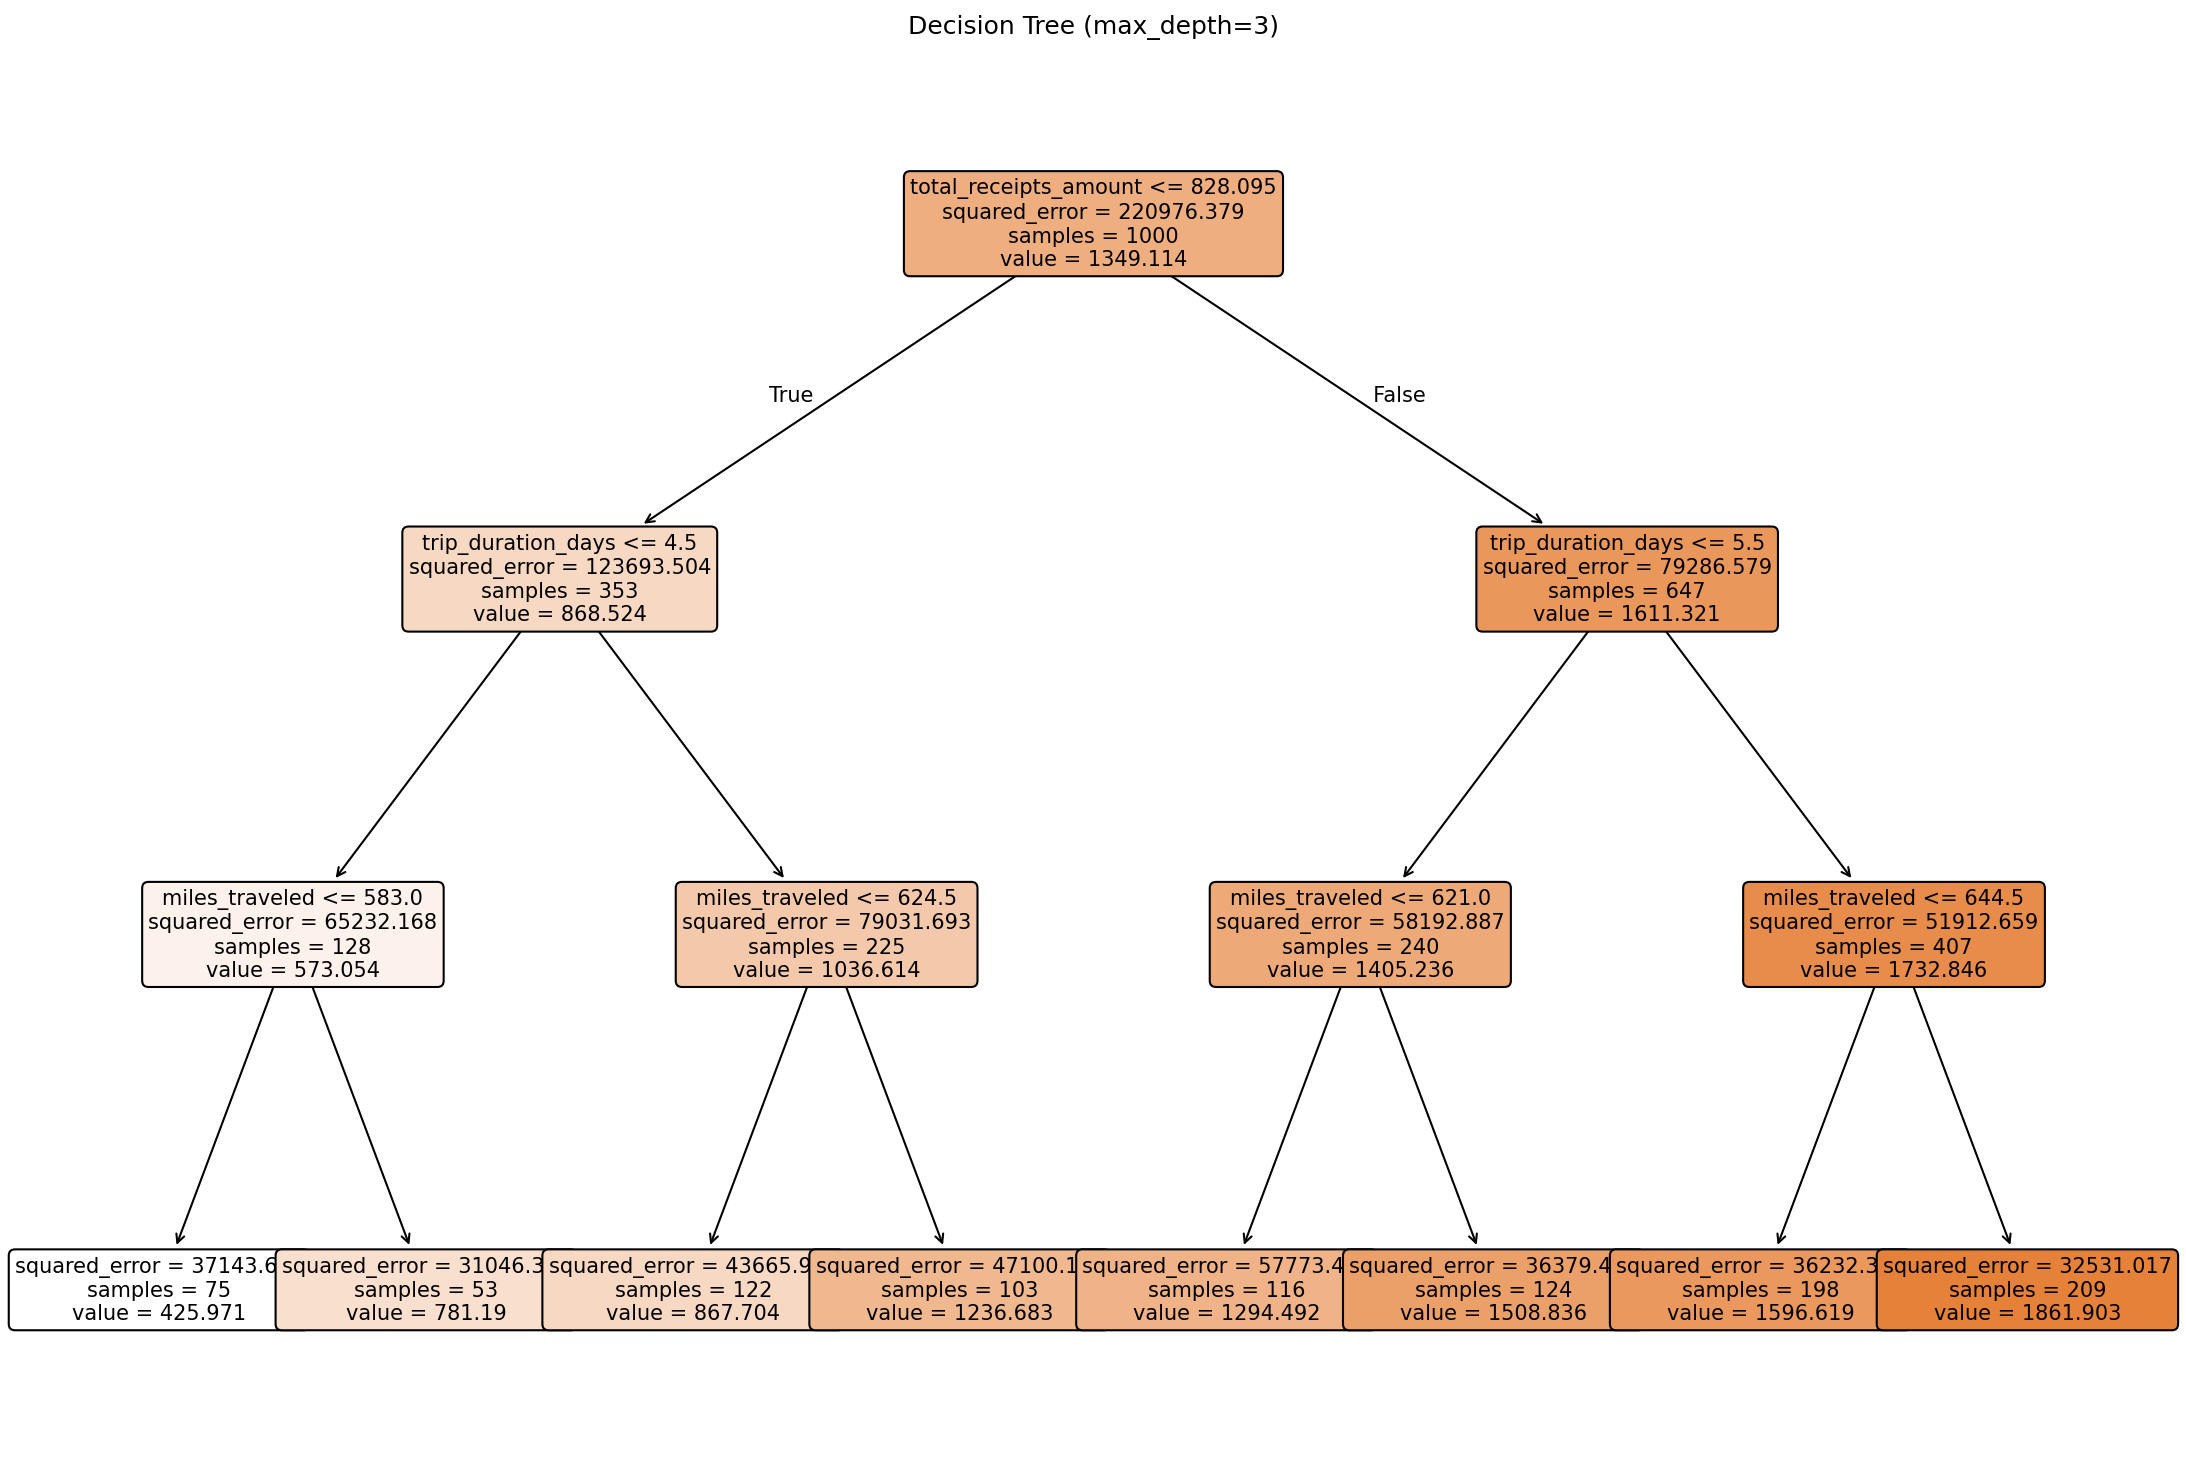 Decision Tree (max_depth=3)
total_receipts_amount <= 828.095
squared_error = 220976.379
samples = 1000
value = 1349.114
True
False
trip_duration_days <= 4.5
squared_error = 123693.504
samples = 353
value = 868.524
trip_duration_days <= 5.5
squared_error = 79286.579
samples = 647
value = 1611.321
miles_traveled <= 583.0
squared_error = 65232.168
samples = 128
value = 573.054
miles_traveled <= 624.5
squared_error = 79031.693
samples = 225
value = 1036.614
miles_traveled <= 621.0
squared_error = 58192.887
samples = 240
value = 1405.236
miles_traveled <= 644.5
squared_error = 51912.659
samples = 407
value = 1732.846
squared_error = 37143.6
samples = 75
value = 425.971
squared_error = 31046.3
samples = 53
value = 781.19
squared_error = 43665.9
samples = 122
value = 867.704
squared_error = 47100.1
samples = 103
value = 1236.683
squared_error = 57773.4
samples = 116
value = 1294.492
squared_error = 36379.4
samples = 124
value = 1508.836
squared_error = 36232.3
samples = 198
value = 1596.619
squared_error = 32531.017
samples = 209
value = 1861.903